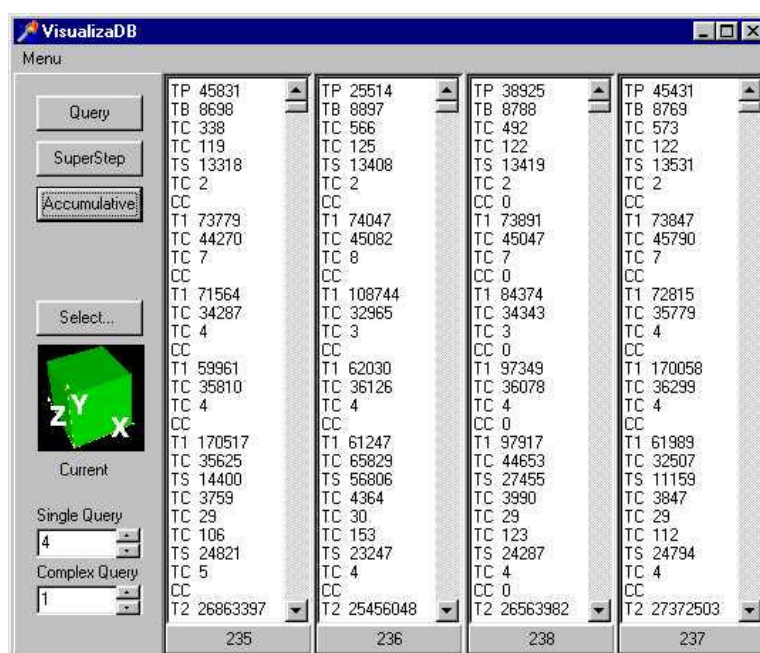 VisualizaDB
Menu
Query
SuperStep
Accumulative
Select...
Z Y X
Current
Single Query
4
Complex Query
1
TP 45831
TB 8698
TC 338
TC 119
TS 13318
TC 2
CC
T1 73779
TC 44270
TC 7
CC
T1 71564
TC 34287
TC 4
CC
T1 59961
TC 35810
TC 4
CC
T1 170517
TC 35625
TS 14400
TC 3759
TC 29
TC 106
TS 24821
TC 5
CC
T2 26863397
235
TP 25514
TB 8897
TC 566
TC 125
TS 13408
TC 2
CC
T1 74047
TC 45082
TC 8
CC
T1 108744
TC 32965
TC 3
CC
T1 62030
TC 36126
TC 4
CC
T1 61247
TC 65829
TS 56806
TC 4364
TC 30
TC 153
TS 23247
TC 4
CC
T2 25456048
236
TP 38925
TB 8788
TC 492
TC 122
TS 13419
TC 2
CC 0
T1 73891
TC 45047
TC 7
CC 0
T1 84374
TC 34343
TC 3
CC 0
T1 97349
TC 36078
TC 4
CC 0
T1 97917
TC 44653
TS 27455
TC 3990
TC 29
TC 123
TS 24287
TC 4
CC 0
T2 26563982
238
TP 45431
TB 8769
TC 573
TC 122
TS 13531
TC 2
CC
T1 73847
TC 45790
TC 7
CC
T1 72815
TC 35779
TC 4
CC
T1 170058
TC 36299
TC 4
CC
T1 61989
TC 32507
TS 11159
TC 3847
TC 29
TC 112
TS 24794
TC 4
CC
T2 27372503
237